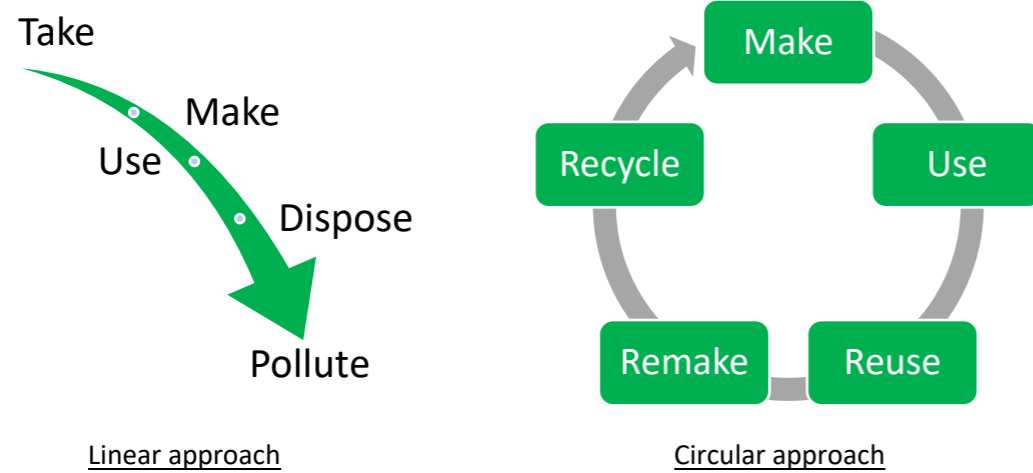 Take
Make
Use
Dispose
Pollute
Linear approach
Make
Use
Reuse
Remake
Recycle
Circular approach